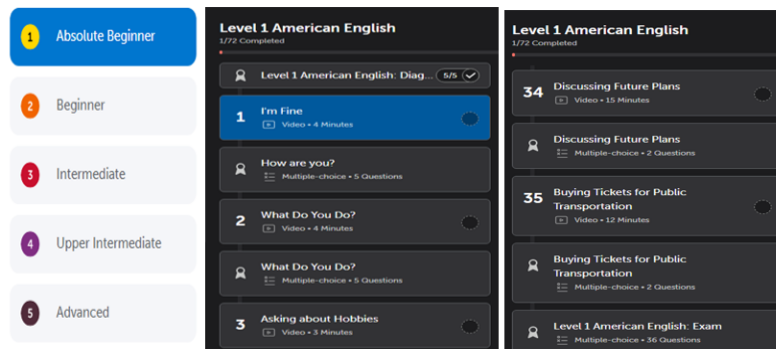 1 Absolute Beginner
2 Beginner
3 Intermediate
4 Upper Intermediate
5 Advanced
Level 1 American English
1/72 Completed
Level 1 American English: Diag... 5/5
1 I'm Fine
Video • 4 Minutes
How are you?
Multiple-choice • 5 Questions
2 What Do You Do?
Video • 4 Minutes
What Do You Do?
Multiple-choice • 5 Questions
3 Asking about Hobbies
Video • 3 Minutes
Level 1 American English
1/72 Completed
34 Discussing Future Plans
Video • 15 Minutes
Discussing Future Plans
Multiple-choice • 2 Questions
35 Buying Tickets for Public
Transportation
Video • 12 Minutes
Buying Tickets for Public
Transportation
Multiple-choice • 2 Questions
Level 1 American English: Exam
Multiple-choice • 36 Questions